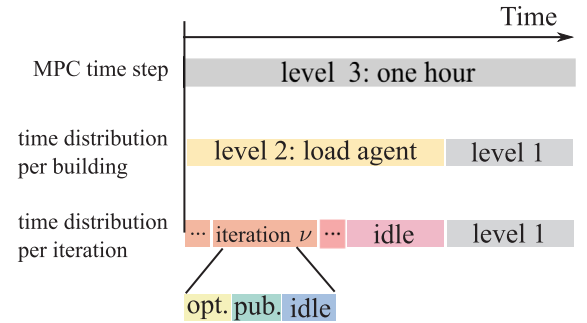 Time
MPC time step
level 3: one hour
time distribution
per building
level 2: load agent
level 1
time distribution
per iteration
...
iteration ν
...
idle
level 1
opt.
pub.
idle